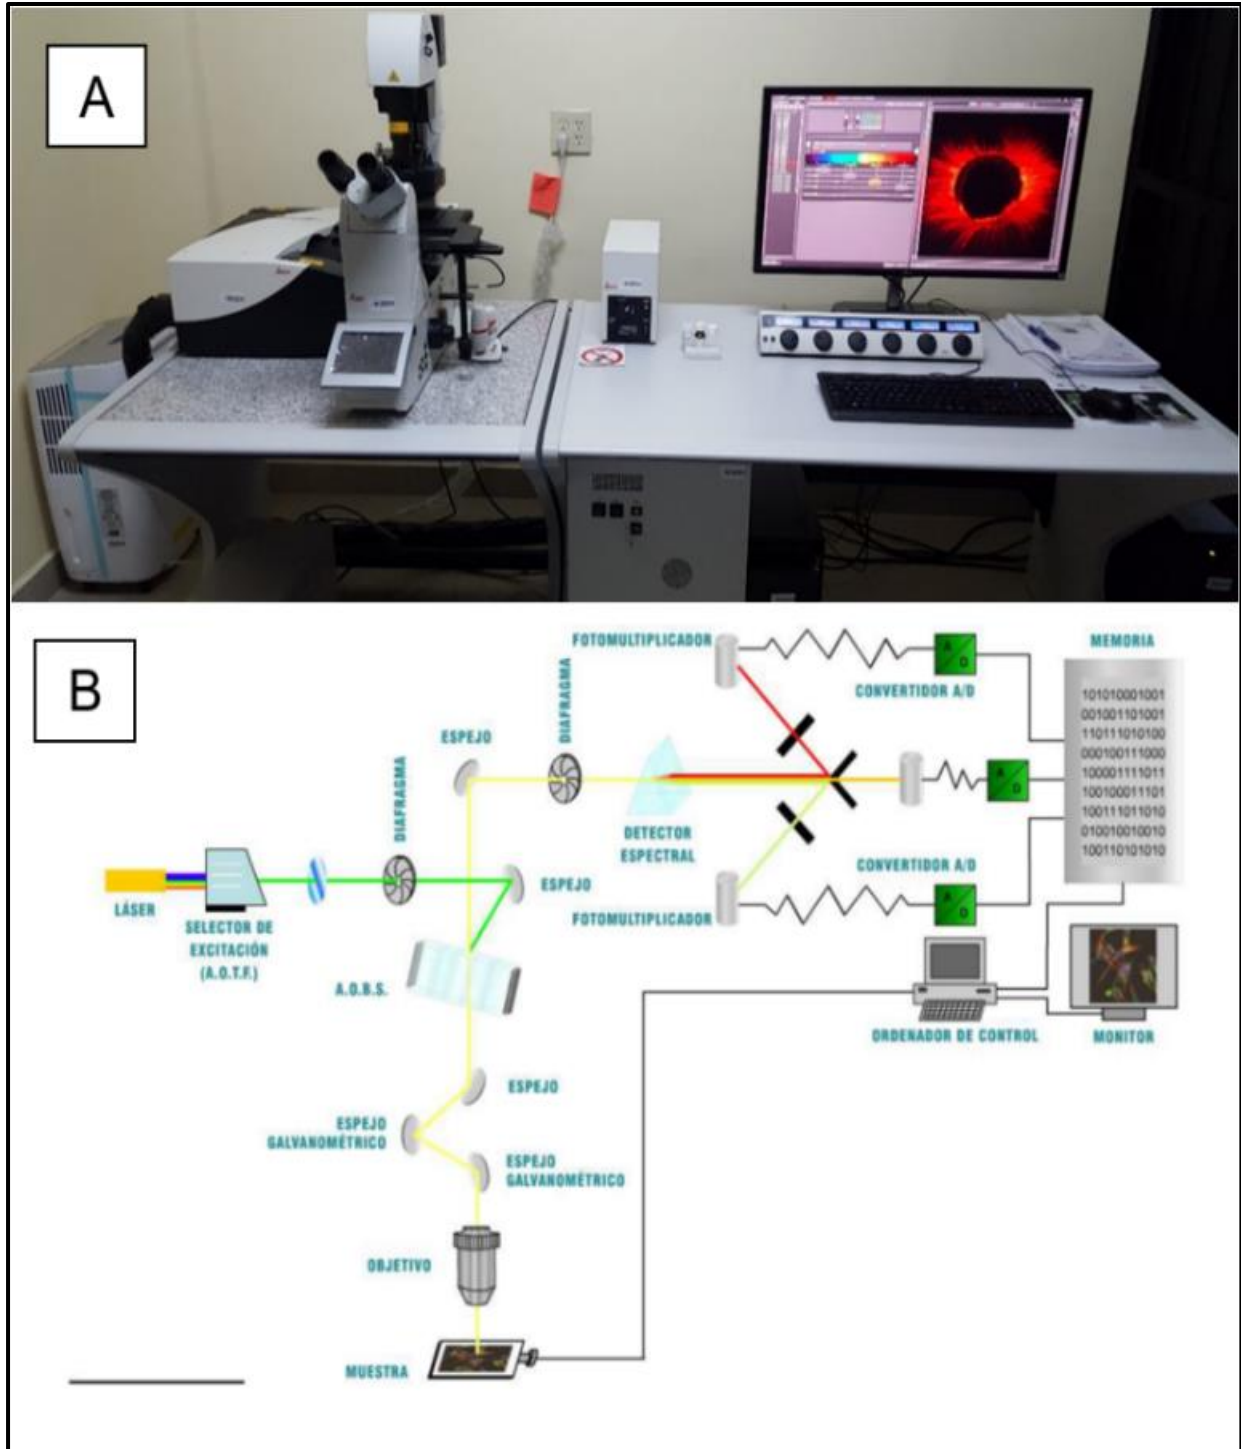 A
B
FOTOMULTIPLICADOR
A
D
CONVERTIDOR A/D
MEMORIA
101010001001
001001101001
110111010100
000100111000
100001111011
100100011101
100111011010
010010010010
100110101010
ESPEJO
DIAFRAGMA
DIAFRAGMA
DETECTOR
ESPECTRAL
A
D
LÁSER
SELECTOR DE
EXCITACIÓN
(A.O.T.F.)
ESPEJO
CONVERTIDOR A/D
FOTOMULTIPLICADOR
A
D
A.O.B.S.
ORDENADOR DE CONTROL
MONITOR
ESPEJO
ESPEJO
GALVANOMÉTRICO
ESPEJO
GALVANOMÉTRICO
OBJETIVO
MUESTRA